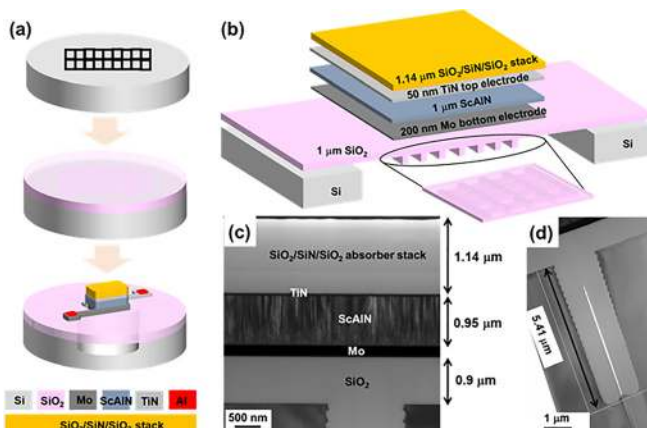 (a)
Si
SiO₂
Mo
ScAlN
TiN
Al
SiO₂/SiN/SiO₂ stack
(b)
1.14 μm SiO₂/SiN/SiO₂ stack
50 nm TiN top electrode
1 μm ScAlN
200 nm Mo bottom electrode
1 μm SiO₂
Si
Si
(c)
SiO₂/SiN/SiO₂ absorber stack
1.14 μm
TiN
ScAlN
0.95 μm
Mo
SiO₂
0.9 μm
500 nm
(d)
5.41 μm
1 μm